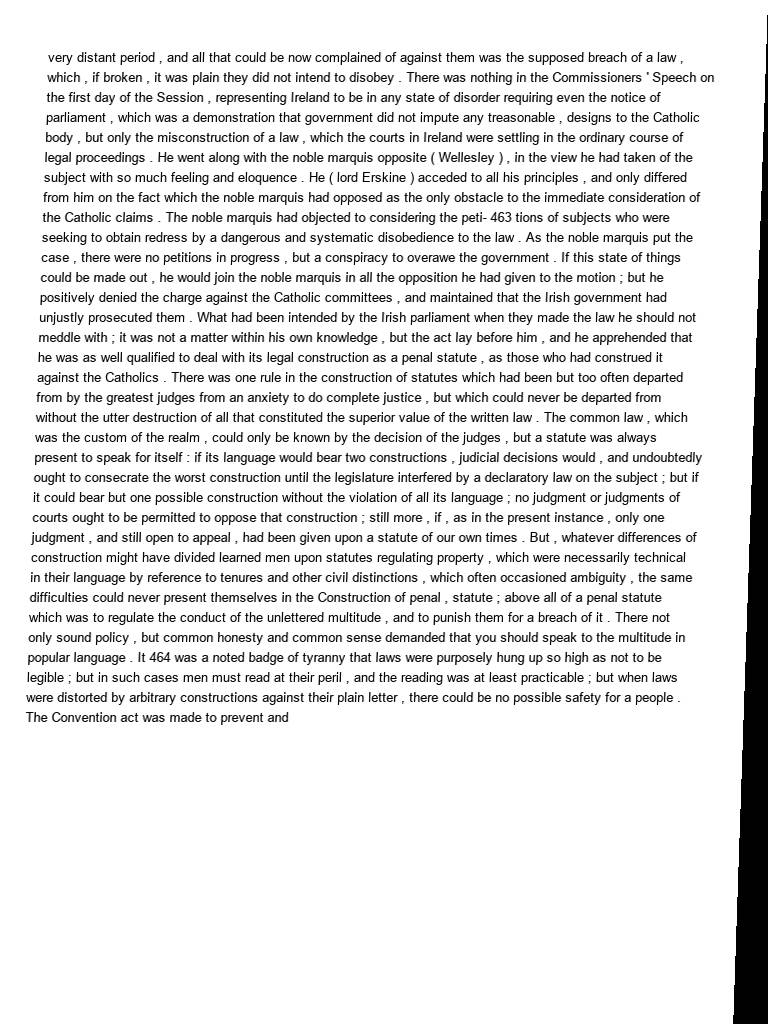 very distant period , and all that could be now complained of against them was the supposed breach of a law ,
which , if broken , it was plain they did not intend to disobey . There was nothing in the Commissioners ' Speech on
the first day of the Session , representing Ireland to be in any state of disorder requiring even the notice of
parliament , which was a demonstration that government did not impute any treasonable , designs to the Catholic
body , but only the misconstruction of a law , which the courts in Ireland were settling in the ordinary course of
legal proceedings . He went along with the noble marquis opposite ( Wellesley ) , in the view he had taken of the
subject with so much feeling and eloquence . He ( lord Erskine ) acceded to all his principles , and only differed
from him on the fact which the noble marquis had opposed as the only obstacle to the immediate consideration of
the Catholic claims . The noble marquis had objected to considering the peti- 463 tions of subjects who were
seeking to obtain redress by a dangerous and systematic disobedience to the law . As the noble marquis put the
case , there were no petitions in progress , but a conspiracy to overawe the government . If this state of things
could be made out , he would join the noble marquis in all the opposition he had given to the motion ; but he
positively denied the charge against the Catholic committees , and maintained that the Irish government had
unjustly prosecuted them . What had been intended by the Irish parliament when they made the law he should not
meddle with ; it was not a matter within his own knowledge , but the act lay before him , and he apprehended that
he was as well qualified to deal with its legal construction as a penal statute , as those who had construed it
against the Catholics . There was one rule in the construction of statutes which had been but too often departed
from by the greatest judges from an anxiety to do complete justice , but which could never be departed from
without the utter destruction of all that constituted the superior value of the written law . The common law , which
was the custom of the realm , could only be known by the decision of the judges , but a statute was always
present to speak for itself : if its language would bear two constructions , judicial decisions would , and undoubtedly
ought to consecrate the worst construction until the legislature interfered by a declaratory law on the subject ; but if
it could bear but one possible construction without the violation of all its language ; no judgment or judgments of
courts ought to be permitted to oppose that construction ; still more , if , as in the present instance , only one
judgment , and still open to appeal , had been given upon a statute of our own times . But , whatever differences of
construction might have divided learned men upon statutes regulating property , which were necessarily technical
in their language by reference to tenures and other civil distinctions , which often occasioned ambiguity , the same
difficulties could never present themselves in the Construction of penal , statute ; above all of a penal statute
which was to regulate the conduct of the unlettered multitude , and to punish them for a breach of it . There not
only sound policy , but common honesty and common sense demanded that you should speak to the multitude in
popular language . It 464 was a noted badge of tyranny that laws were purposely hung up so high as not to be
legible ; but in such cases men must read at their peril , and the reading was at least practicable ; but when laws
were distorted by arbitrary constructions against their plain letter , there could be no possible safety for a people .
The Convention act was made to prevent and